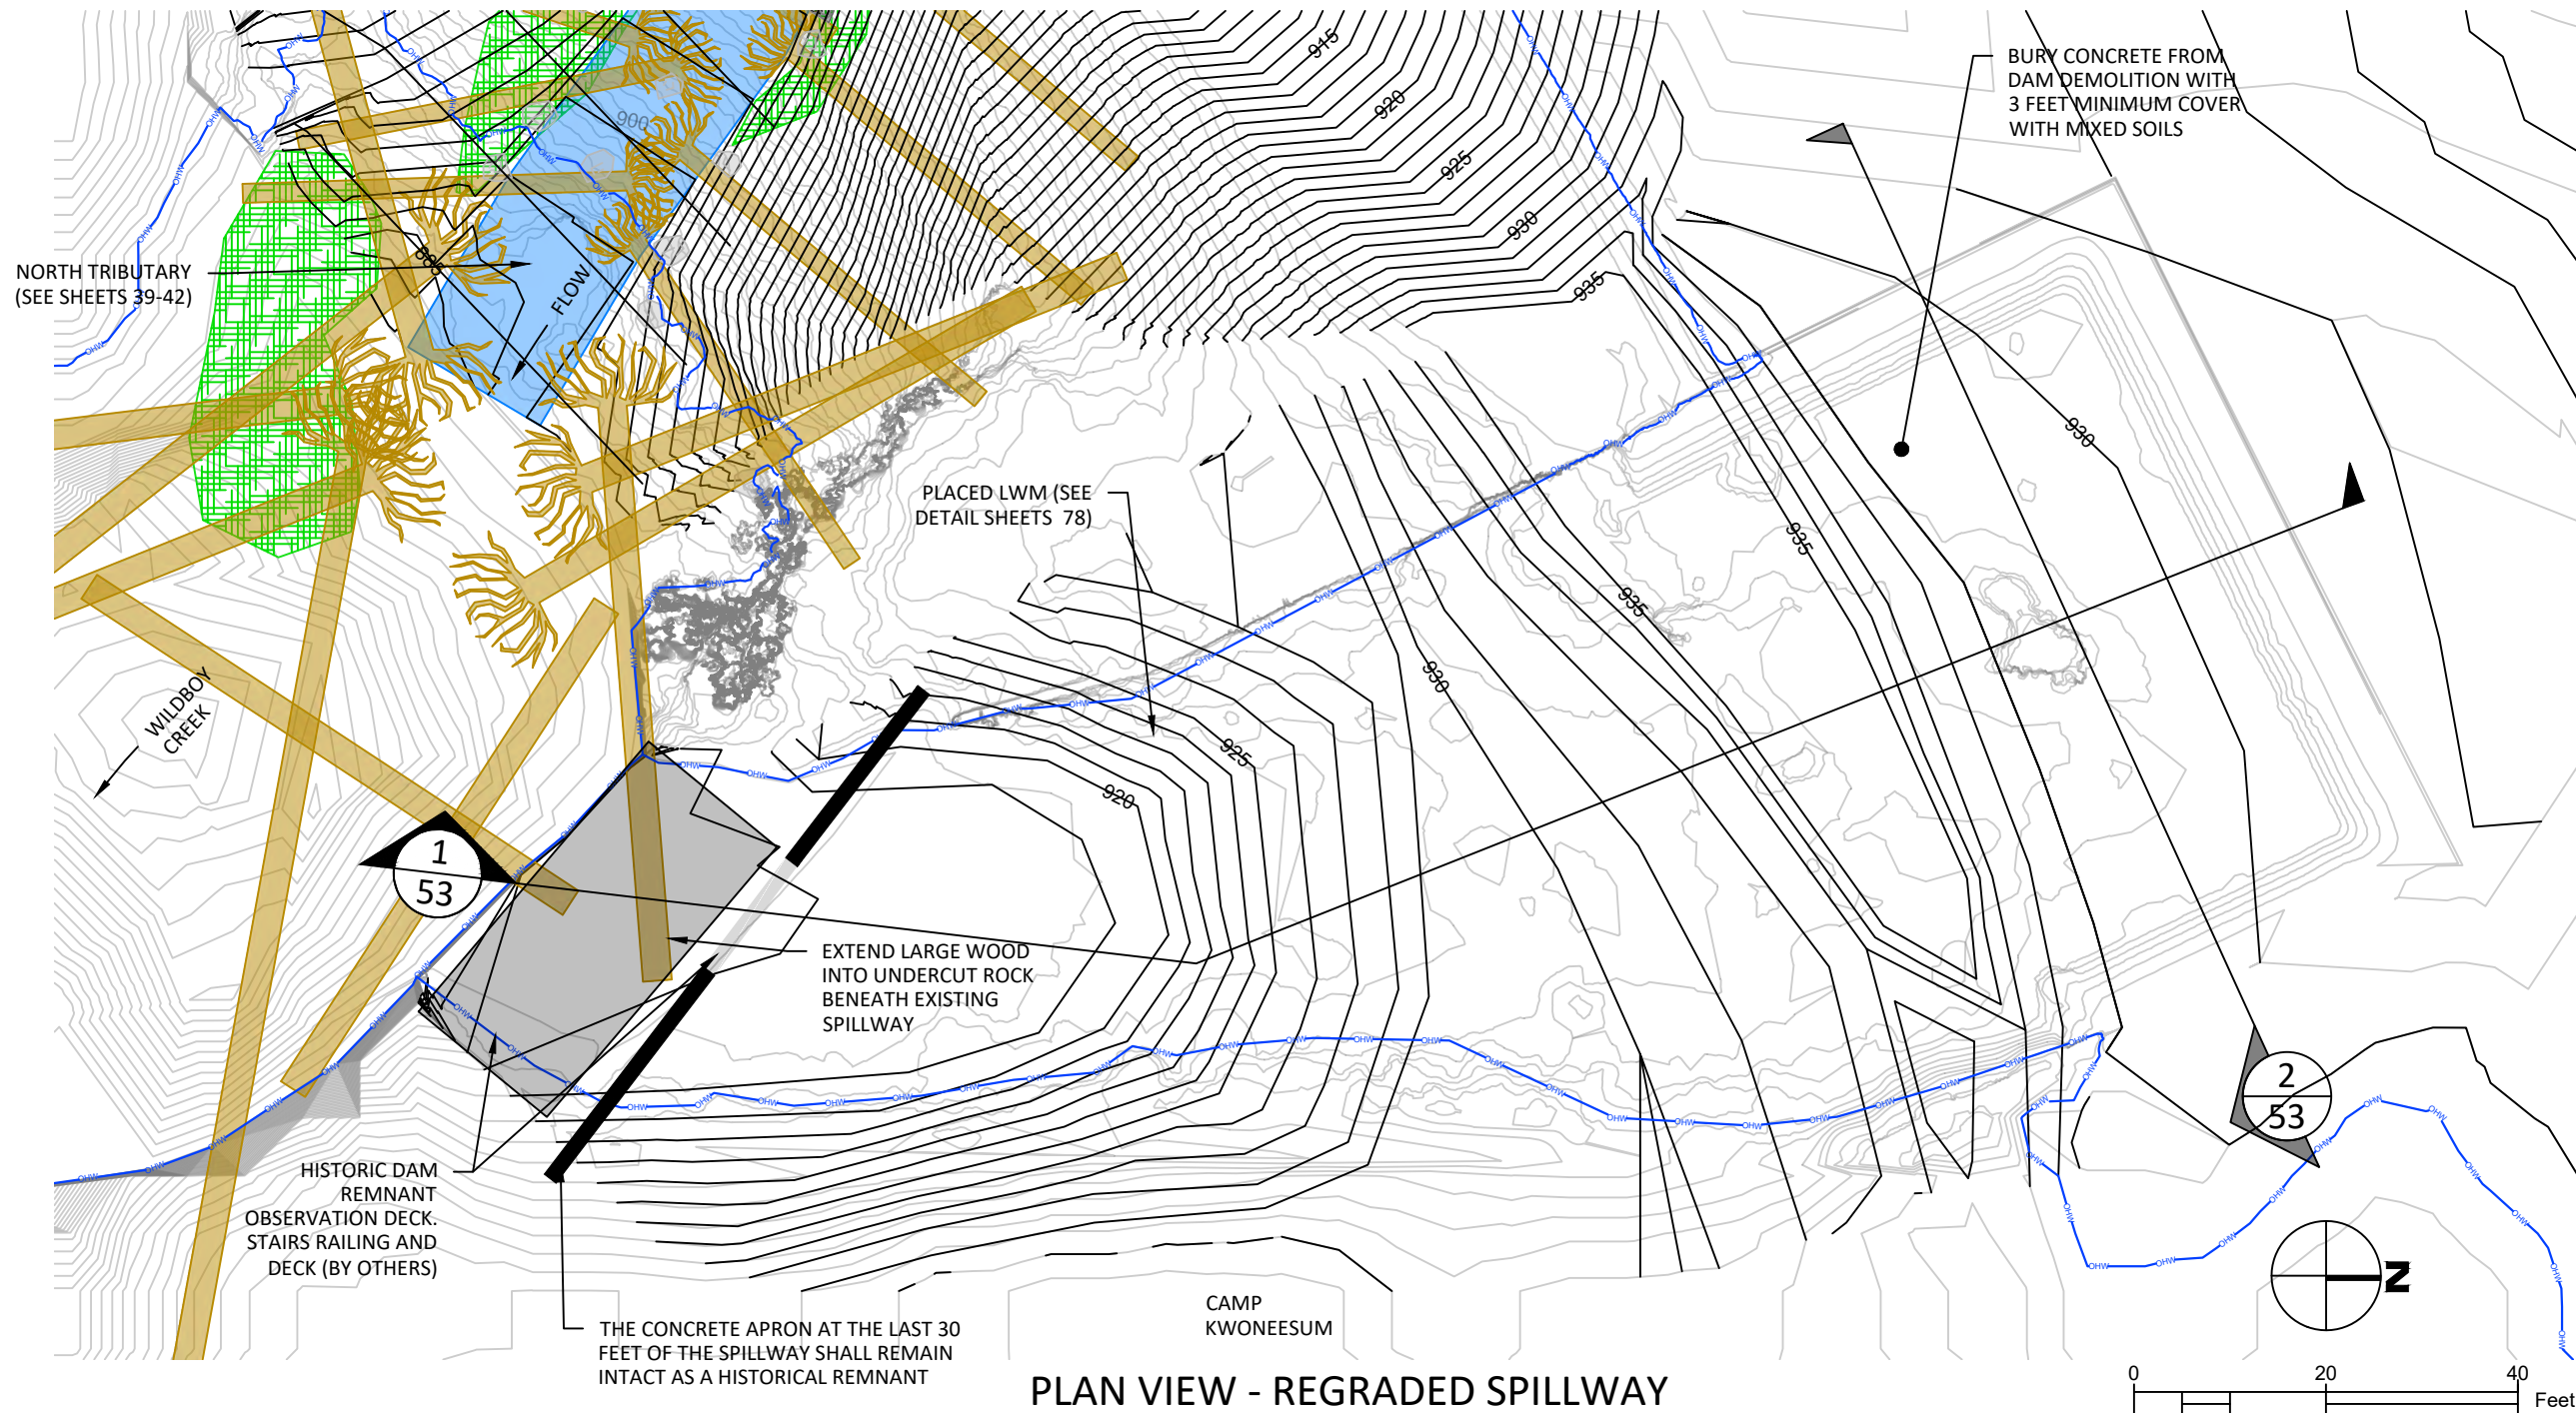 915
920
925
930
935
BURY CONCRETE FROM
DAM DEMOLITION WITH
3 FEET MINIMUM COVER
WITH MIXED SOILS
900
885
NORTH TRIBUTARY
(SEE SHEETS 39-42)
FLOW
930
935
935
930
925
920
PLACED LWM (SEE
DETAIL SHEETS 78)
WILDBOY
CREEK
1
53
EXTEND LARGE WOOD
INTO UNDERCUT ROCK
BENEATH EXISTING
SPILLWAY
2
53
HISTORIC DAM
REMNANT
OBSERVATION DECK.
STAIRS RAILING AND
DECK (BY OTHERS)
THE CONCRETE APRON AT THE LAST 30
FEET OF THE SPILLWAY SHALL REMAIN
INTACT AS A HISTORICAL REMNANT
CAMP
KWONEESUM
N
PLAN VIEW - REGRADED SPILLWAY
0 20 40
Feet
OHW